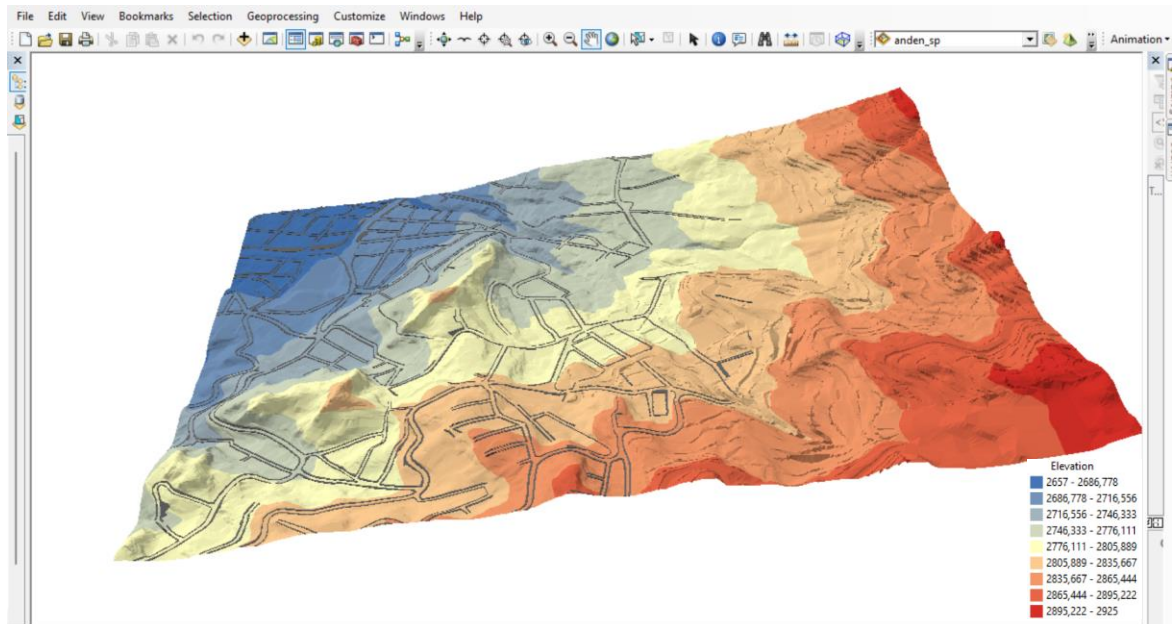 File Edit View Bookmarks Selection Geoprocessing Customize Windows Help
anden_sp Animation
T...
Elevation
2657 - 2686,778
2686,778 - 2716,556
2716,556 - 2746,333
2746,333 - 2776,111
2776,111 - 2805,889
2805,889 - 2835,667
2835,667 - 2865,444
2865,444 - 2895,222
2895,222 - 2925